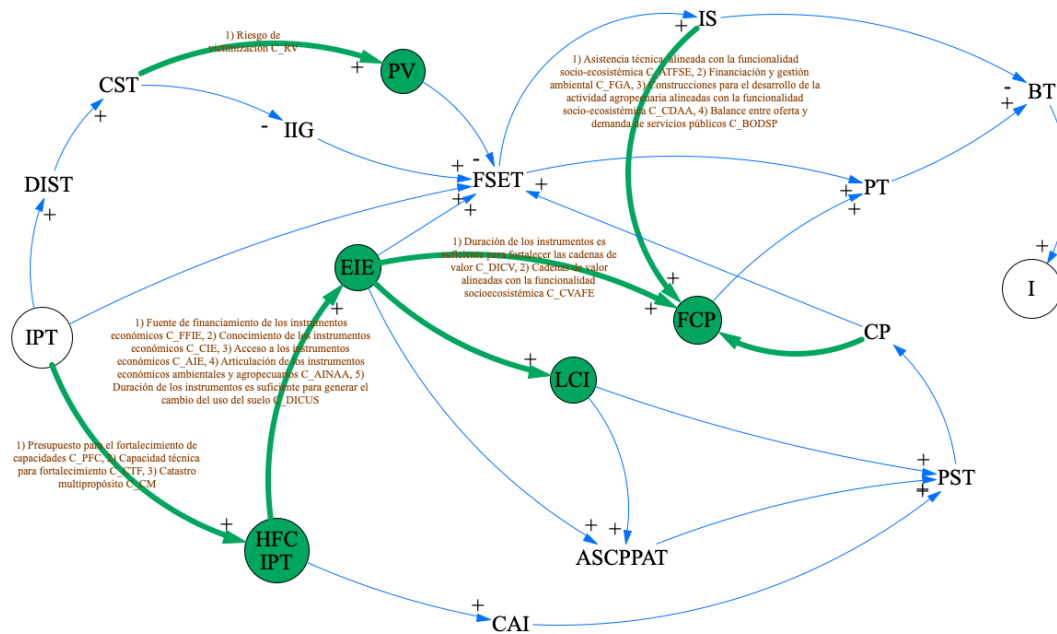 IS
1) Riesgo de
victimización C_RV
+
+
PV
CST
+
1) Asistencia técnica alineada con la funcionalidad
socio-ecosistémica C_ATFSE, 2) Financiación y gestión
ambiental C_FGA, 3) Construcciones para el desarrollo de la
actividad agropecuaria alineadas con la funcionalidad
socio-ecosistémica C_CDAA, 4) Balance entre oferta y
demanda de servicios públicos C_BODSP
-
BT
+
-
IIG
+
-
DIST
FSET
+
+
+
+
PT
+
+
+
EIE
1) Duración de los instrumentos es
suficiente para fortalecer las cadenas de
valor C_DICV, 2) Cadenas de valor
alineadas con la funcionalidad
socioecosistémica C_CVAFE
+
I
+
+
+
FCP
IPT
1) Fuente de financiamiento de los instrumentos
económicos C_FFIE, 2) Conocimiento de los instrumentos
económicos C_CIE, 3) Acceso a los instrumentos
económicos C_AIE, 4) Articulación de los instrumentos
económicos ambientales y agropecuarios C_AINAA, 5)
Duración de los instrumentos es suficiente para generar el
cambio del uso del suelo C_DICUS
CP
+
LCI
1) Presupuesto para el fortalecimiento de
capacidades C_PFC, 2) Capacidad técnica
para fortalecimiento C_CTF, 3) Catastro
multipropósito C_CM
+
+
PST
+
+
+
+
HFC
IPT
ASCPPAT
+
CAI